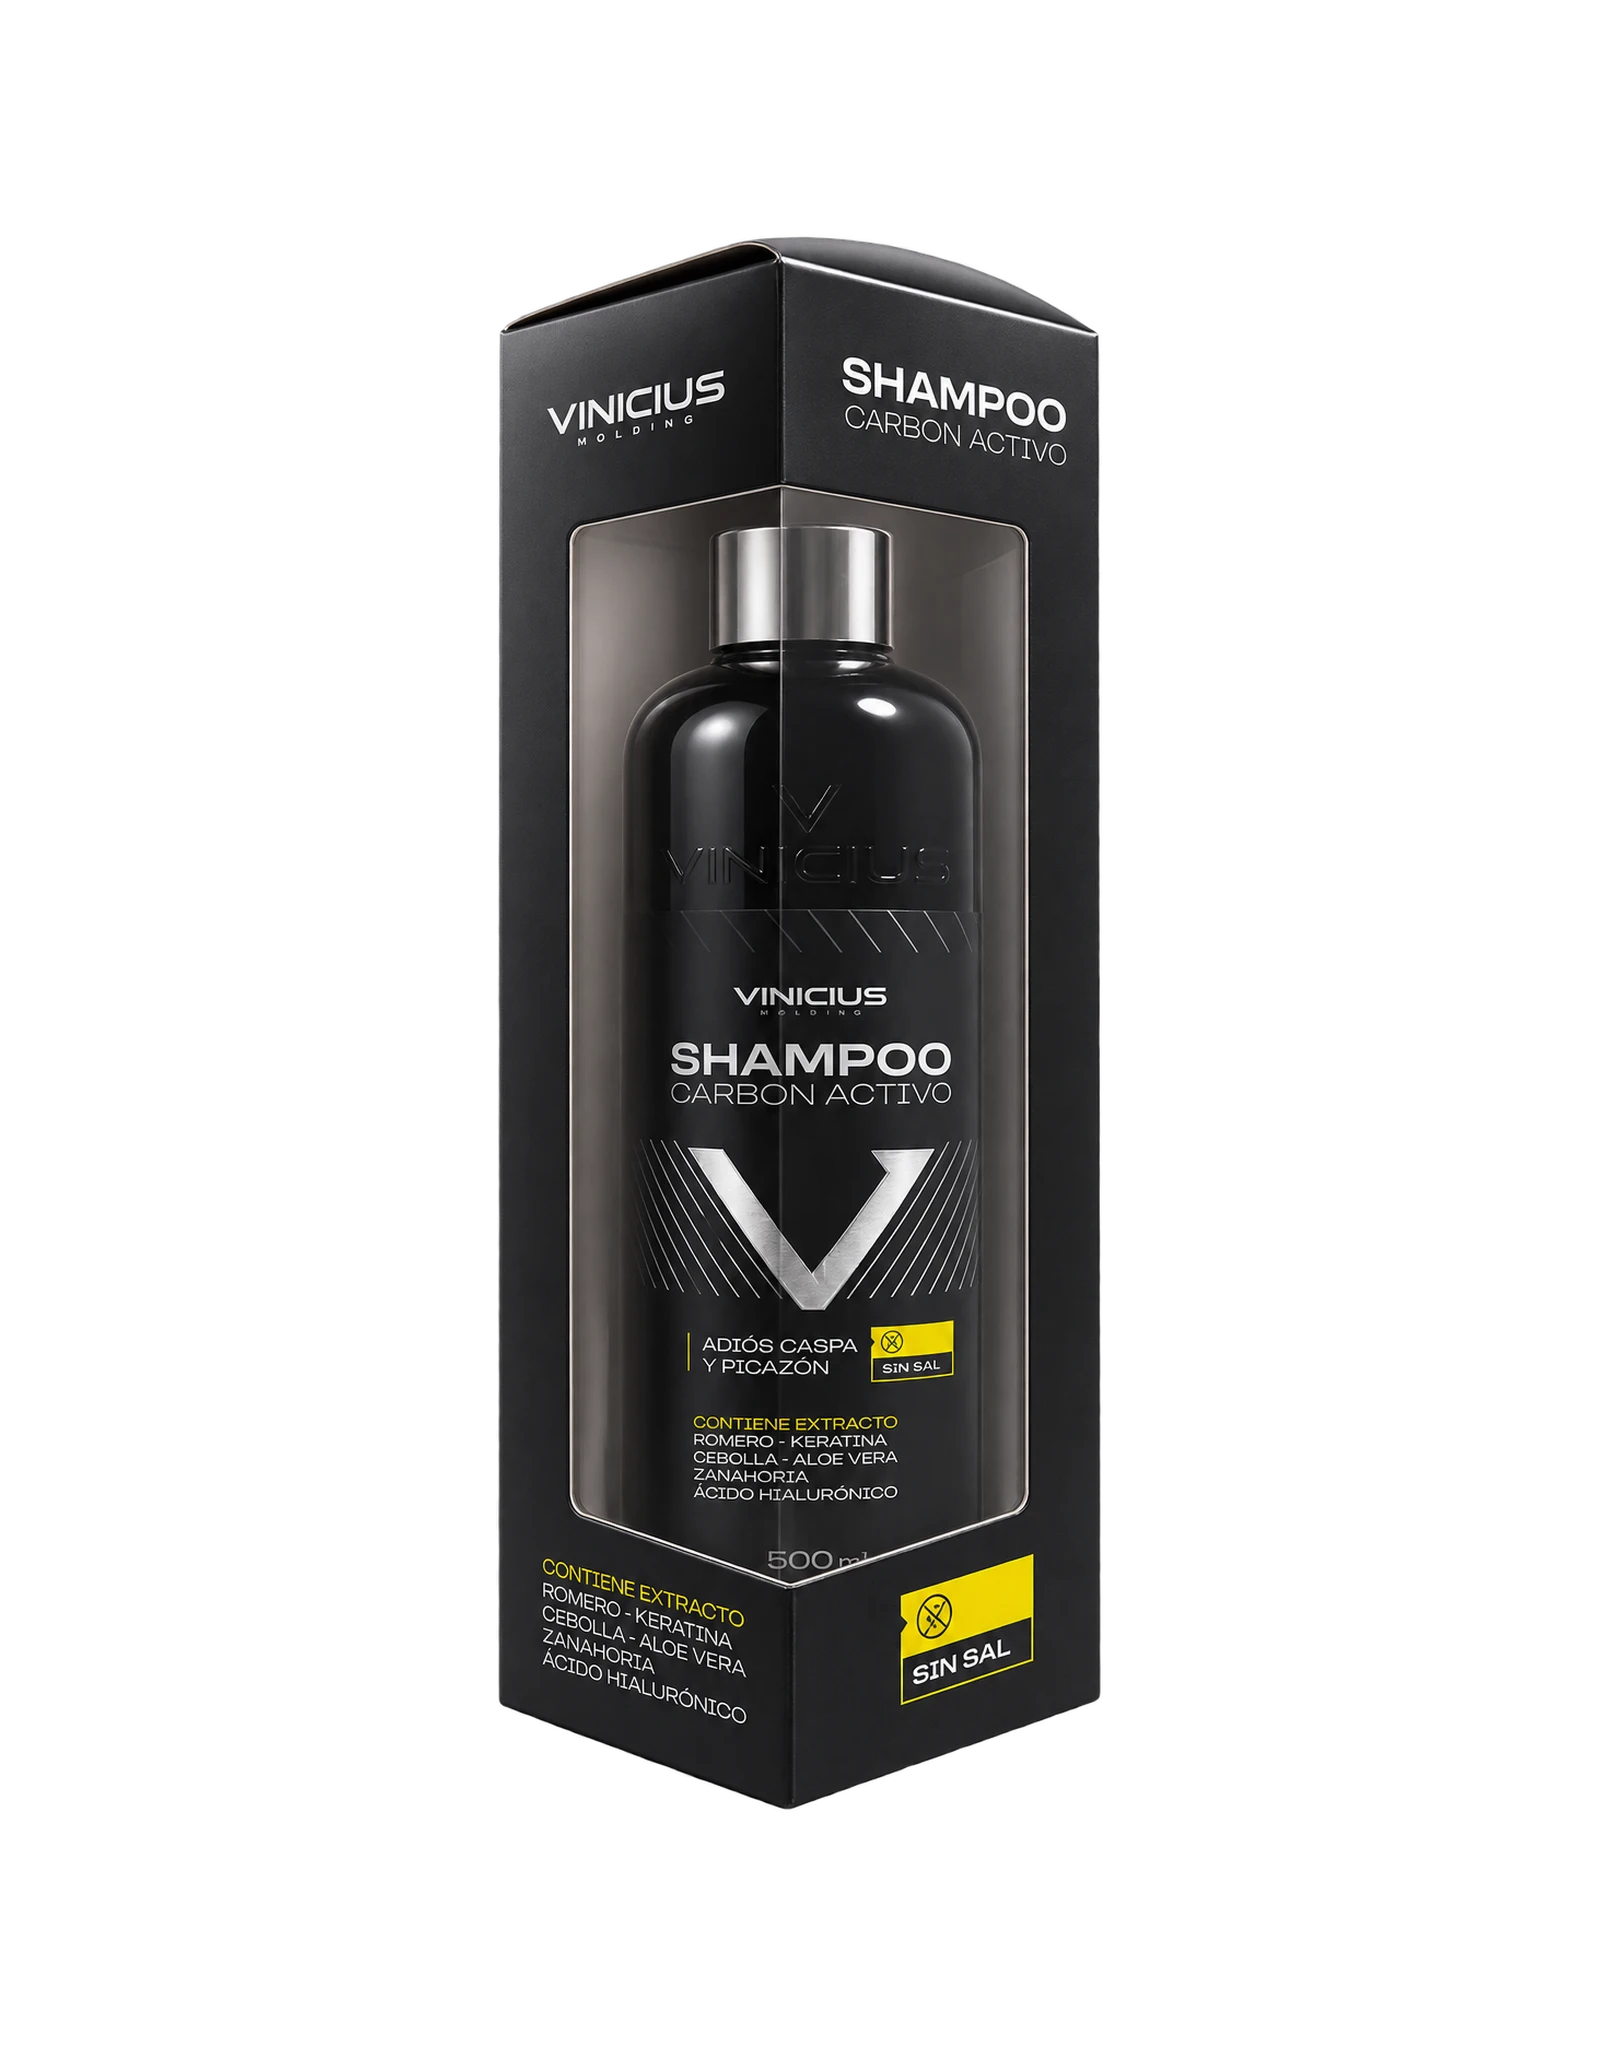 VINICIUS
MOLDING
SHAMPOO
CARBON ACTIVO
V
VINICIUS
VINICIUS
MOLDING
SHAMPOO
CARBON ACTIVO
V
ADIÓS CASPA
Y PICAZÓN
SIN SAL
CONTIENE EXTRACTO
ROMERO - KERATINA
CEBOLLA - ALOE VERA
ZANAHORIA
ÁCIDO HIALURÓNICO
500 ml
CONTIENE EXTRACTO
ROMERO - KERATINA
CEBOLLA - ALOE VERA
ZANAHORIA
ÁCIDO HIALURÓNICO
SIN SAL